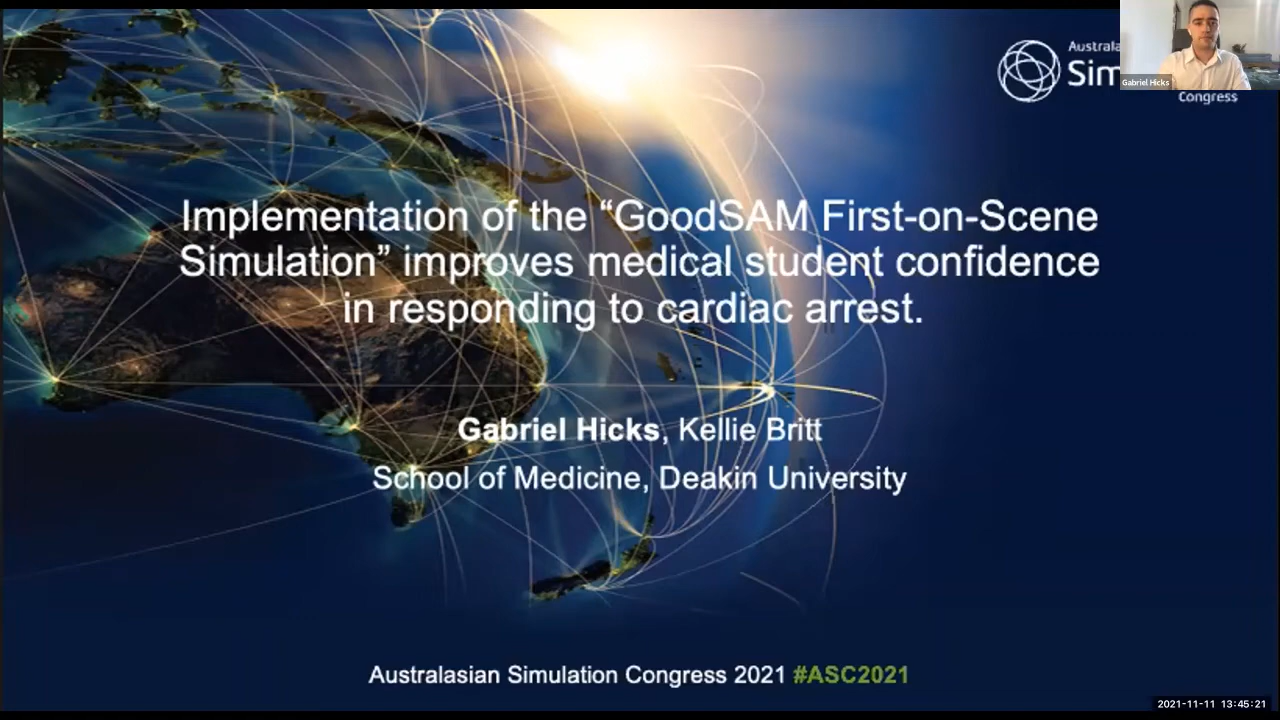 Austral
Sim
Congress
Gabriel Hicks
Implementation of the “GoodSAM First-on-Scene
Simulation” improves medical student confidence
in responding to cardiac arrest.
Gabriel Hicks, Kellie Britt
School of Medicine, Deakin University
Australasian Simulation Congress 2021 #ASC2021
2021-11-11 13:45:21